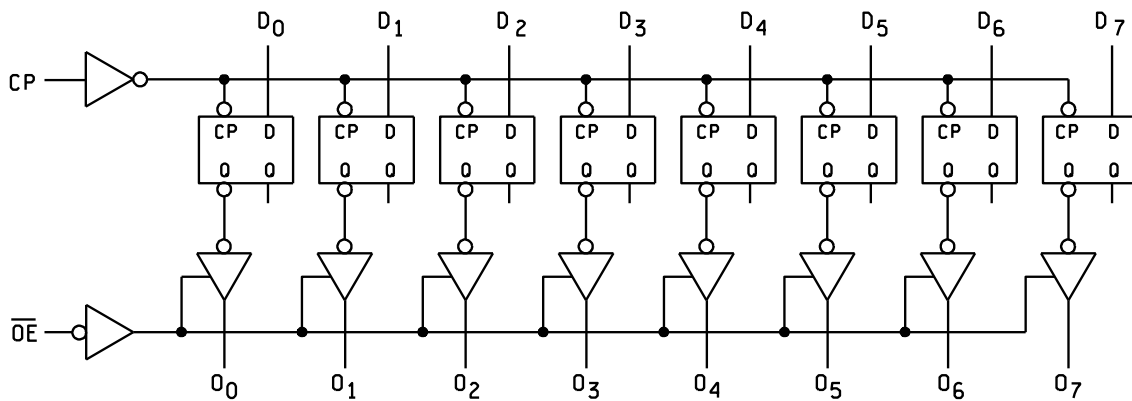 D0 D1 D2 D3 D4 D5 D6 D7
CP
CP D CP D CP D CP D CP D CP D CP D CP D
Q Q Q Q Q Q Q Q Q Q Q Q Q Q Q Q
O̅E̅
O0 O1 O2 O3 O4 O5 O6 O7